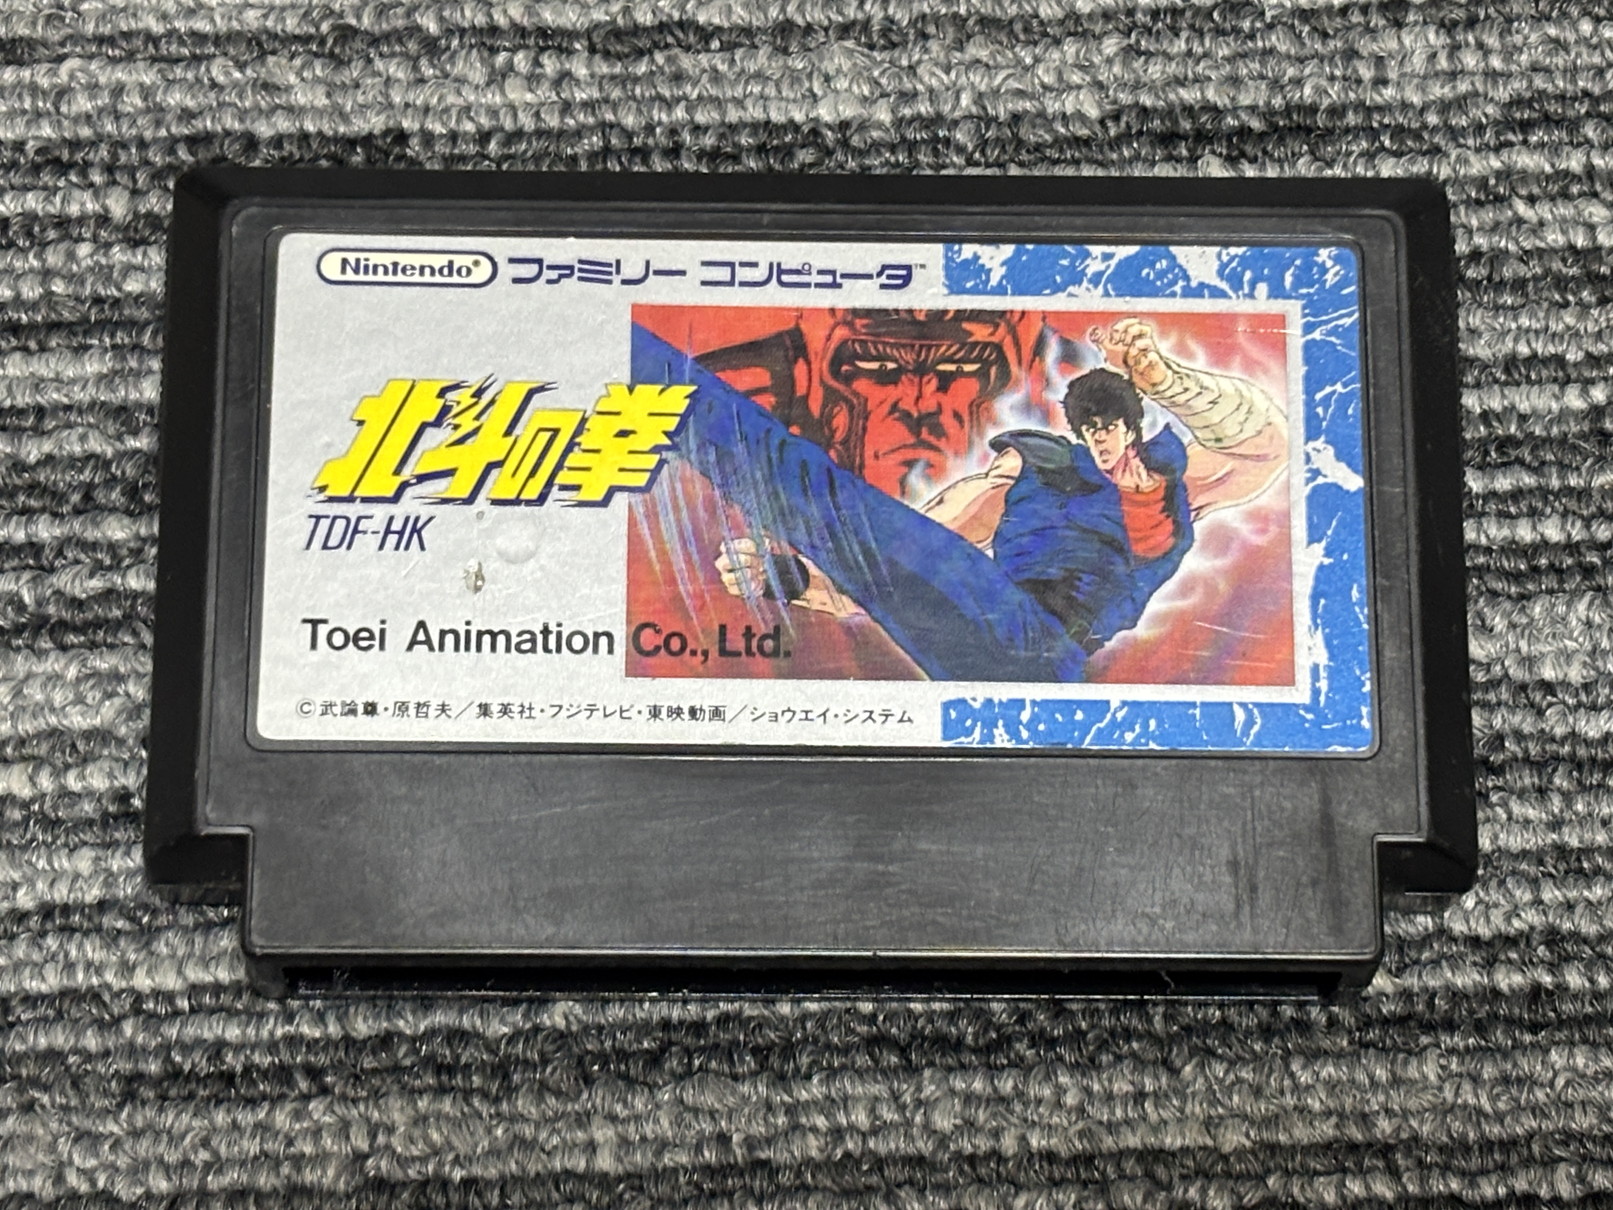 Nintendo® ファミリー コンピュータ™
北斗の拳
TDF-HK
Toei Animation Co., Ltd.
©武論尊・原哲夫／集英社・フジテレビ・東映動画／ショウエイ・システム